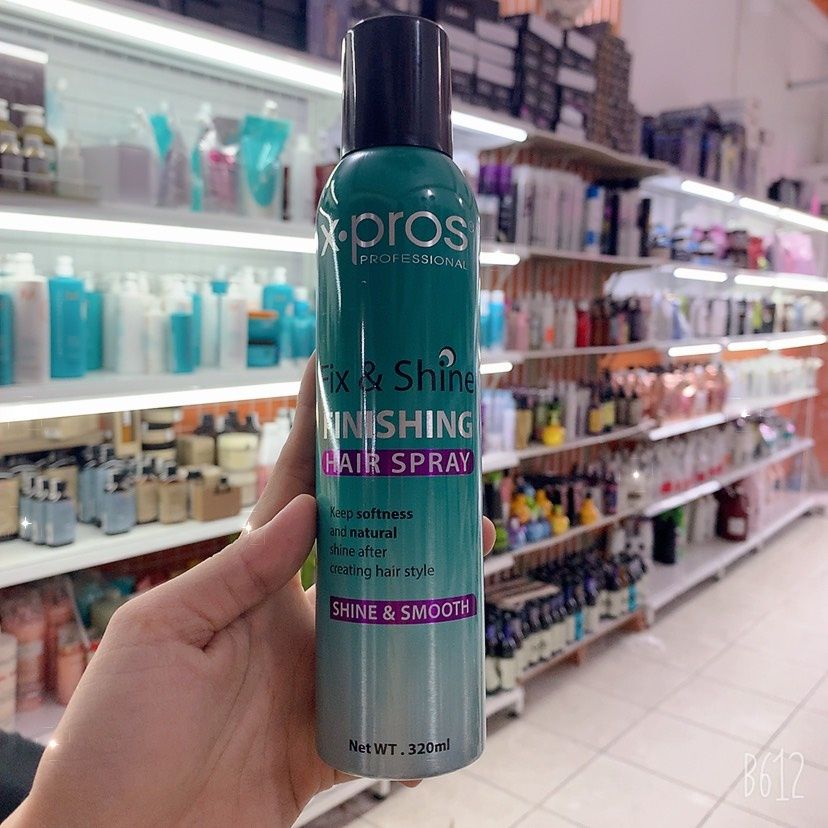 x·pros®
PROFESSIONAL
Fix & Shine
FINISHING
HAIR SPRAY
Keep softness
and natural
shine after
creating hair style
SHINE & SMOOTH
Net WT . 320ml
B612